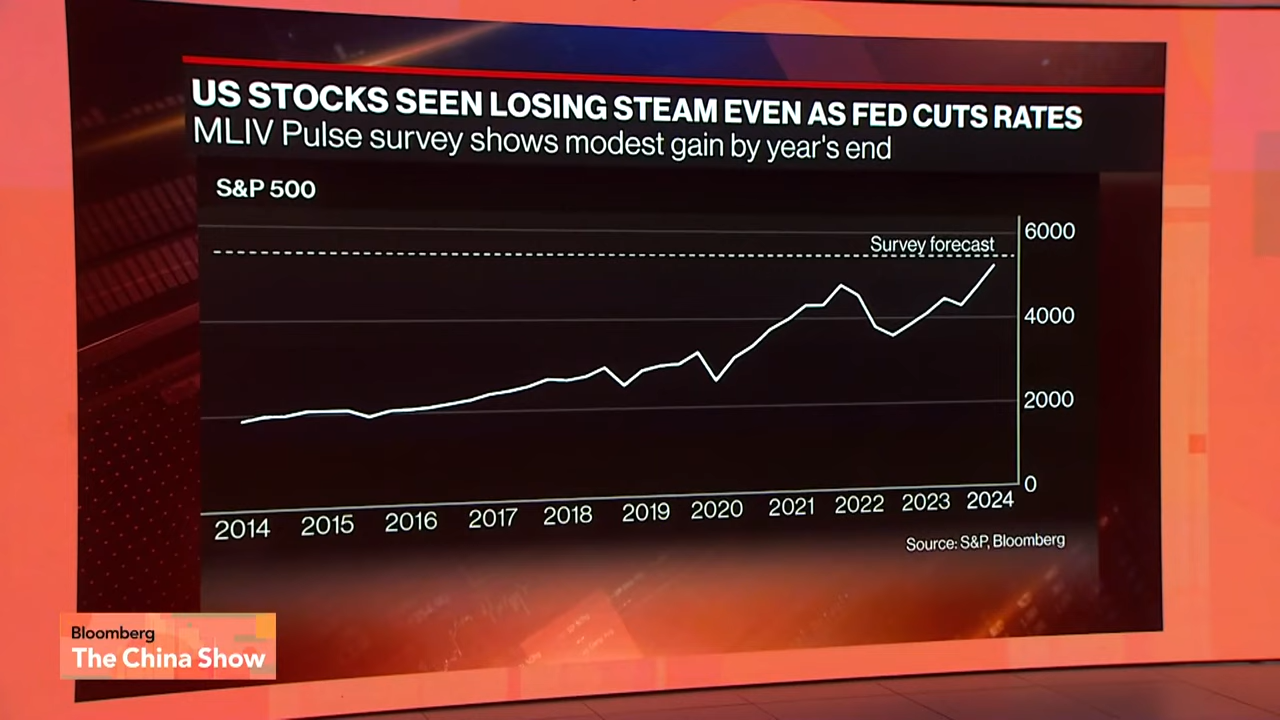 US STOCKS SEEN LOSING STEAM EVEN AS FED CUTS RATES
MLIV Pulse survey shows modest gain by year's end
S&P 500
Survey forecast
6000
4000
2000
0
2014 2015 2016 2017 2018 2019 2020 2021 2022 2023 2024
Source: S&P, Bloomberg
Bloomberg
The China Show